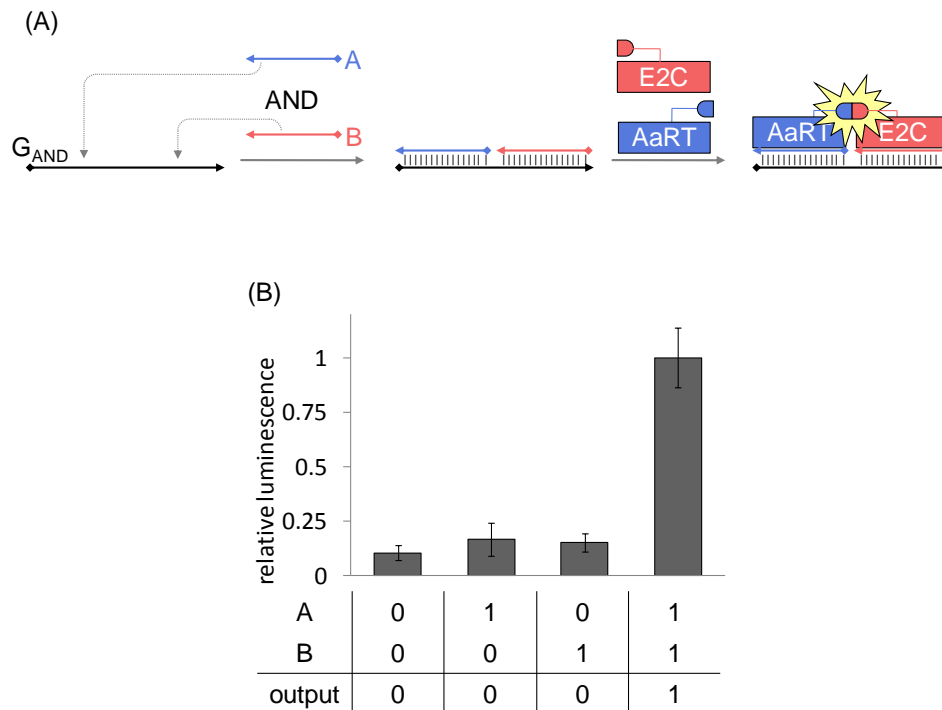 (A)
A
AND
B
G_AND
E2C
AaRT
AaRT
E2C
(B)
relative luminescence
1
0.75
0.5
0.25
0
A 0 1 0 1
B 0 0 1 1
output 0 0 0 1